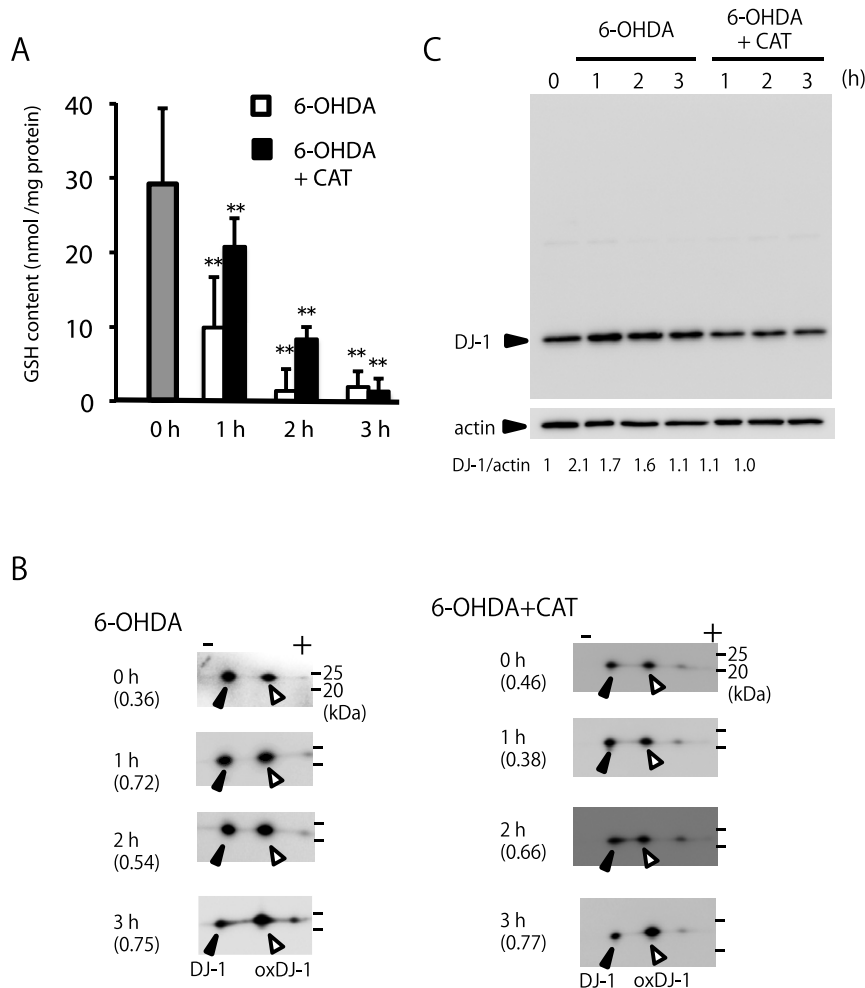 A
GSH content (nmol /mg protein)
40
30
20
10
0
6-OHDA
6-OHDA
+ CAT
**
**
**
**
**
**
0 h
1 h
2 h
3 h
C
6-OHDA
6-OHDA
+ CAT
0 1 2 3 1 2 3 (h)
DJ-1
actin
DJ-1/actin 1 2.1 1.7 1.6 1.1 1.1 1.0
B
6-OHDA
- +
0 h
(0.36)
25
20
(kDa)
1 h
(0.72)
2 h
(0.54)
3 h
(0.75)
DJ-1 oxDJ-1
6-OHDA+CAT
- +
0 h
(0.46)
25
20
(kDa)
1 h
(0.38)
2 h
(0.66)
3 h
(0.77)
DJ-1 oxDJ-1